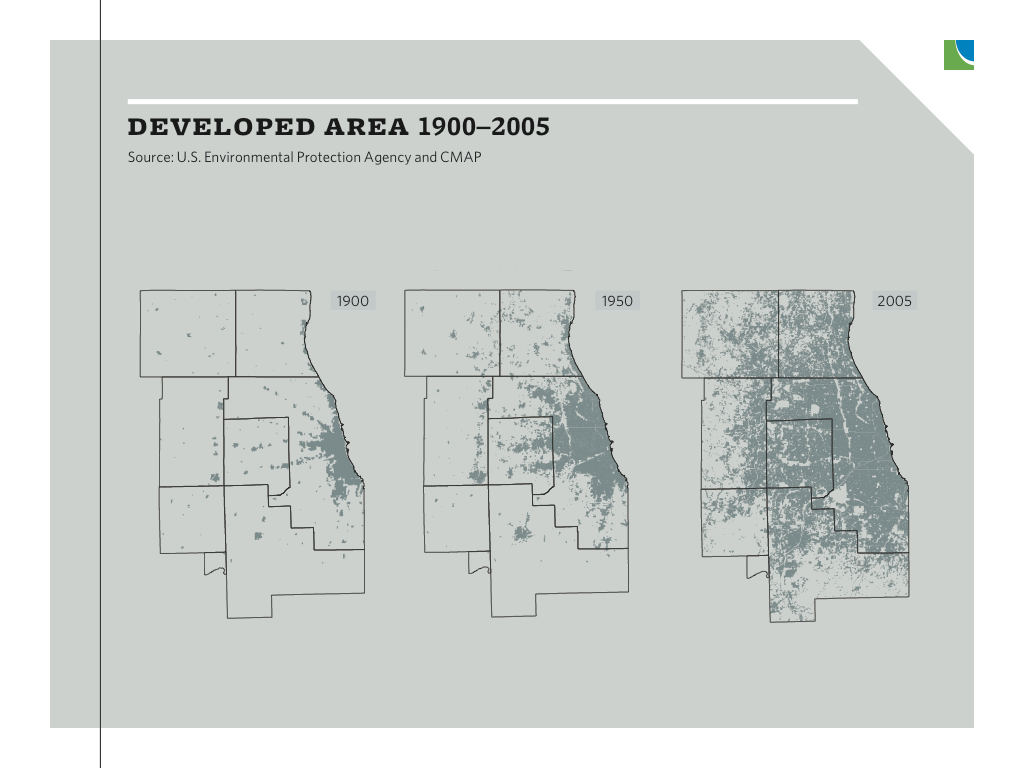 DEVELOPED AREA 1900–2005
Source: U.S. Environmental Protection Agency and CMAP
1900
1950
2005